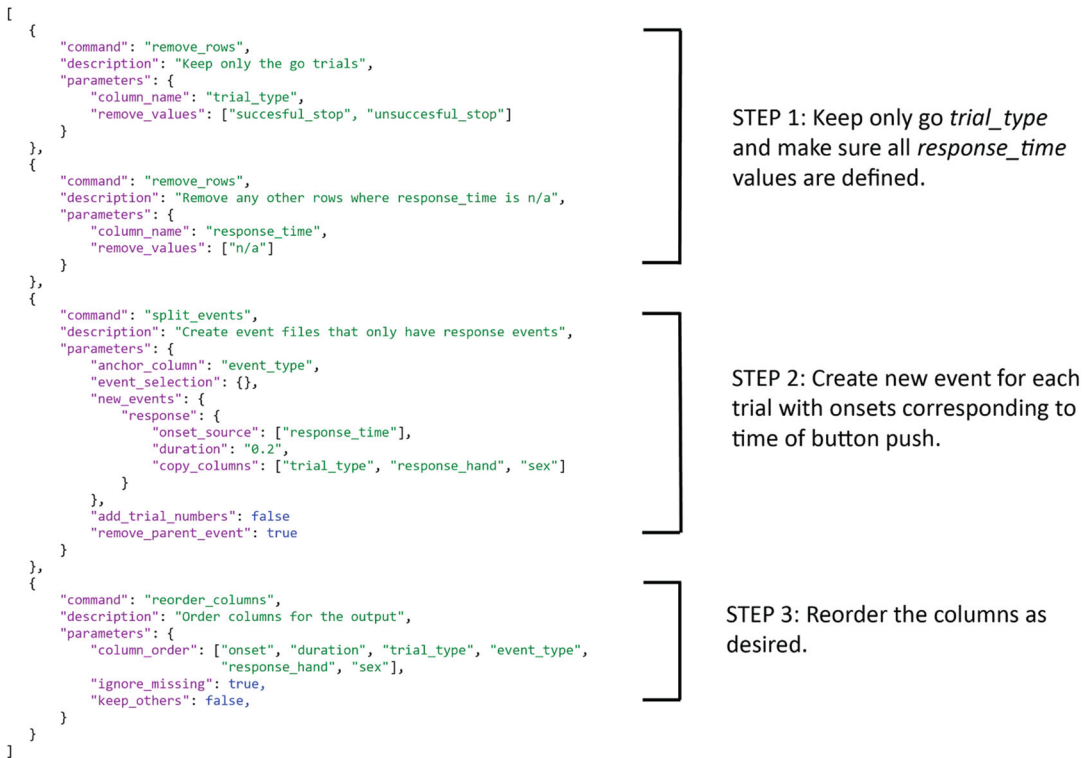 [
{
"command": "remove_rows",
"description": "Keep only the go trials",
"parameters": {
"column_name": "trial_type",
"remove_values": ["succesful_stop", "unsuccesful_stop"]
}
},
{
"command": "remove_rows",
"description": "Remove any other rows where response_time is n/a",
"parameters": {
"column_name": "response_time",
"remove_values": ["n/a"]
}
},
{
"command": "split_events",
"description": "Create event files that only have response events",
"parameters": {
"anchor_column": "event_type",
"event_selection": {},
"new_events": {
"response": {
"onset_source": ["response_time"],
"duration": "0.2",
"copy_columns": ["trial_type", "response_hand", "sex"]
}
},
"add_trial_numbers": false
"remove_parent_event": true
}
},
{
"command": "reorder_columns",
"description": "Order columns for the output",
"parameters": {
"column_order": ["onset", "duration", "trial_type", "event_type",
"response_hand", "sex"],
"ignore_missing": true,
"keep_others": false,
}
}
]
STEP 1: Keep only go trial_type
and make sure all response_time
values are defined.
STEP 2: Create new event for each
trial with onsets corresponding to
time of button push.
STEP 3: Reorder the columns as
desired.